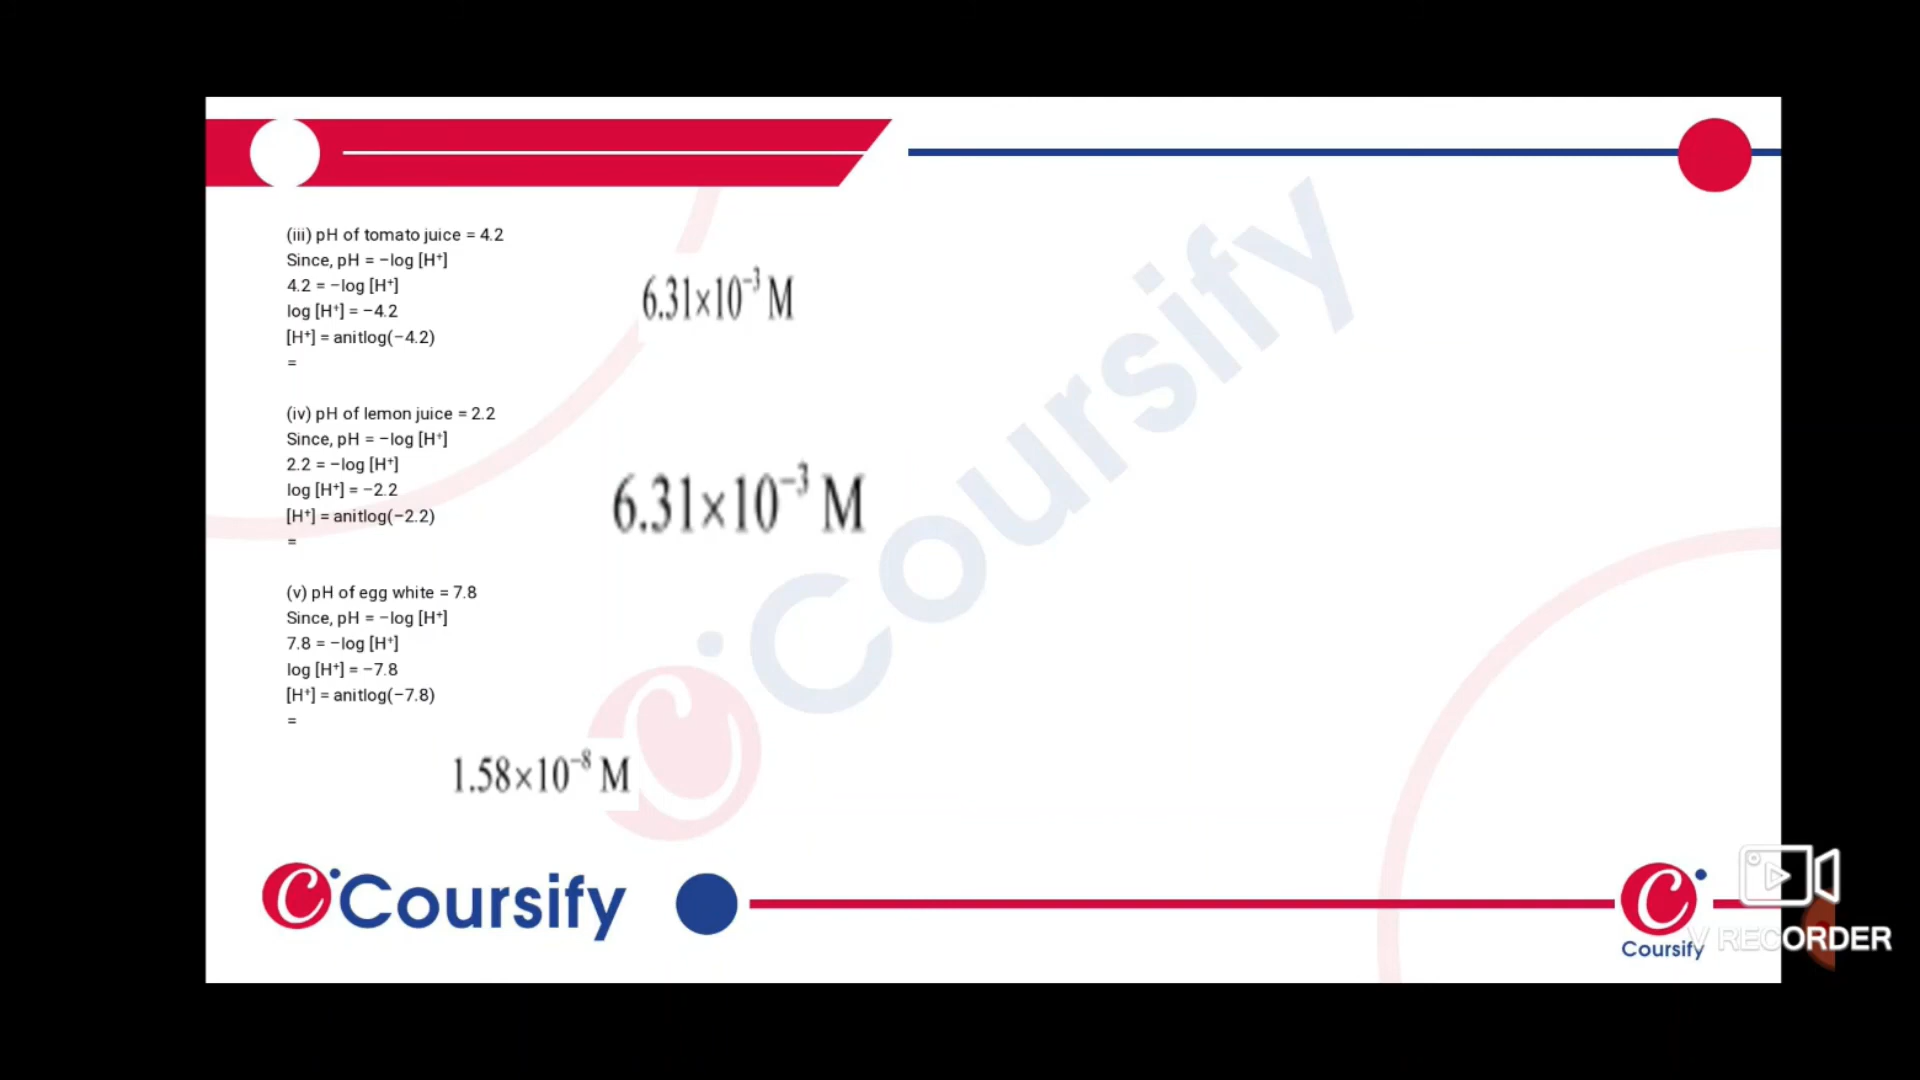 (iii) pH of tomato juice = 4.2
Since, pH = −log [H⁺]
4.2 = −log [H⁺]
log [H⁺] = −4.2
[H⁺] = anitlog(−4.2)
=
6.31×10⁻³ M
(iv) pH of lemon juice = 2.2
Since, pH = −log [H⁺]
2.2 = −log [H⁺]
log [H⁺] = −2.2
[H⁺] = anitlog(−2.2)
=
6.31×10⁻³ M
(v) pH of egg white = 7.8
Since, pH = −log [H⁺]
7.8 = −log [H⁺]
log [H⁺] = −7.8
[H⁺] = anitlog(−7.8)
=
1.58×10⁻⁸ M
Coursify
Coursify
Coursify
V RECORDER